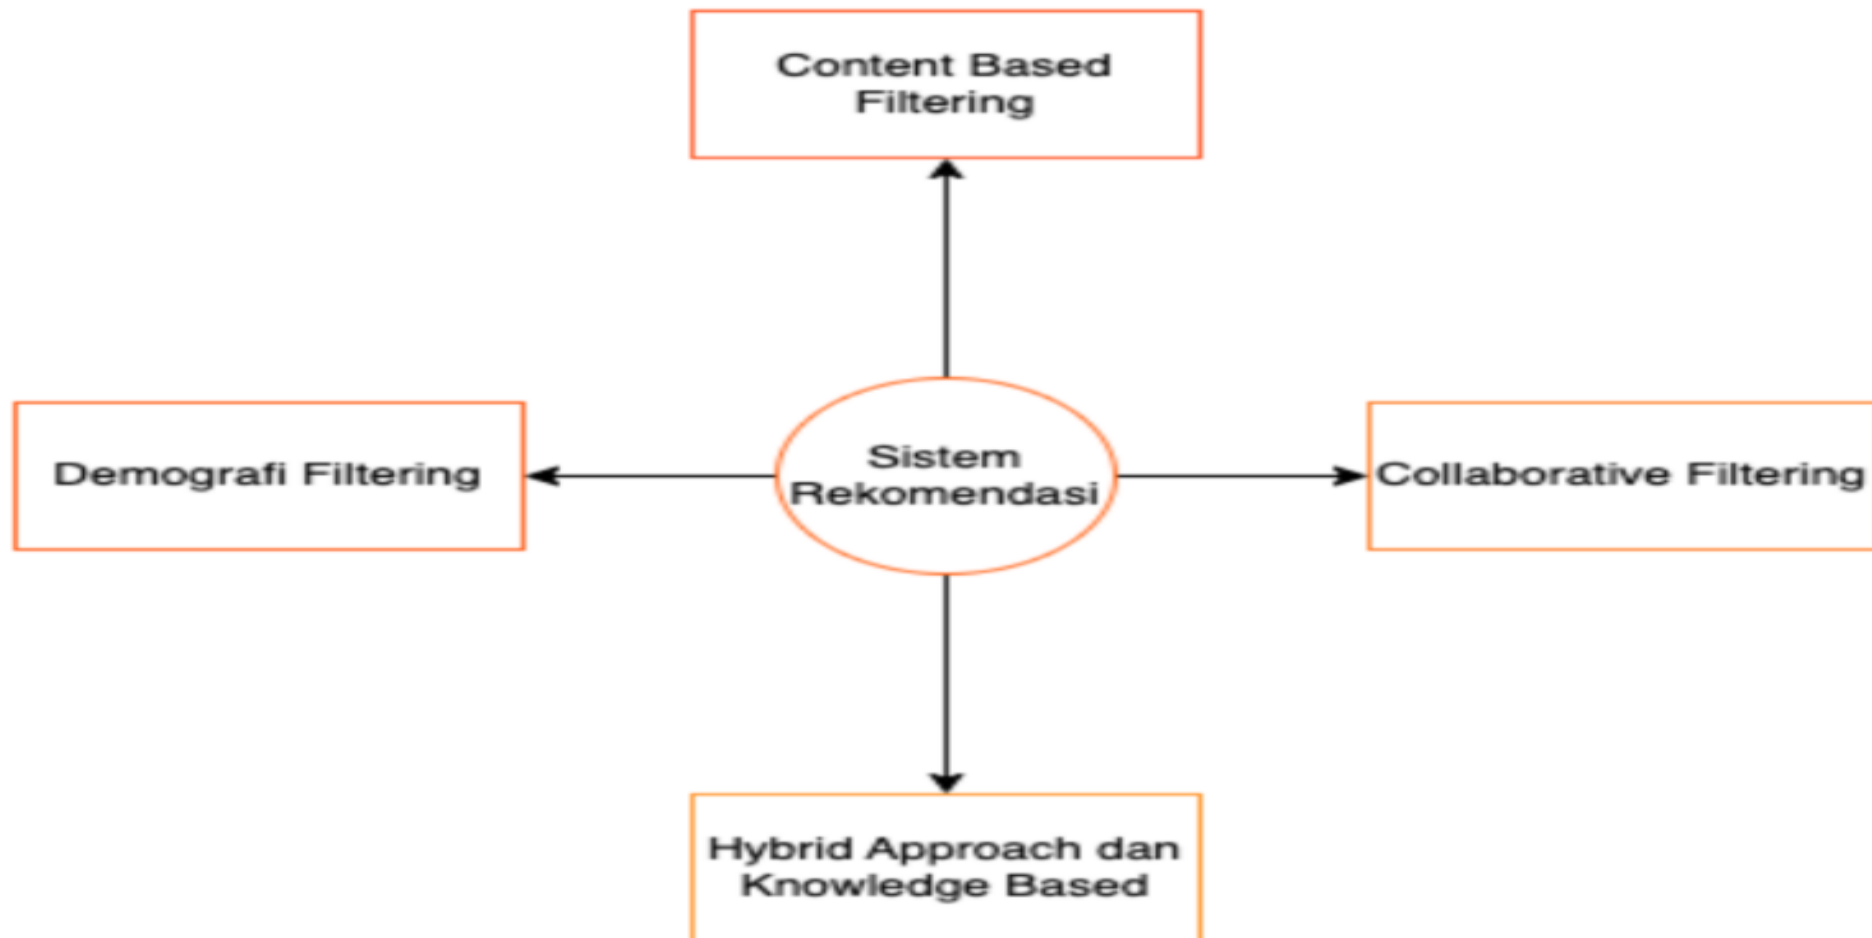 Content Based
Filtering
Demografi Filtering
Sistem
Rekomendasi
Collaborative Filtering
Hybrid Approach dan
Knowledge Based